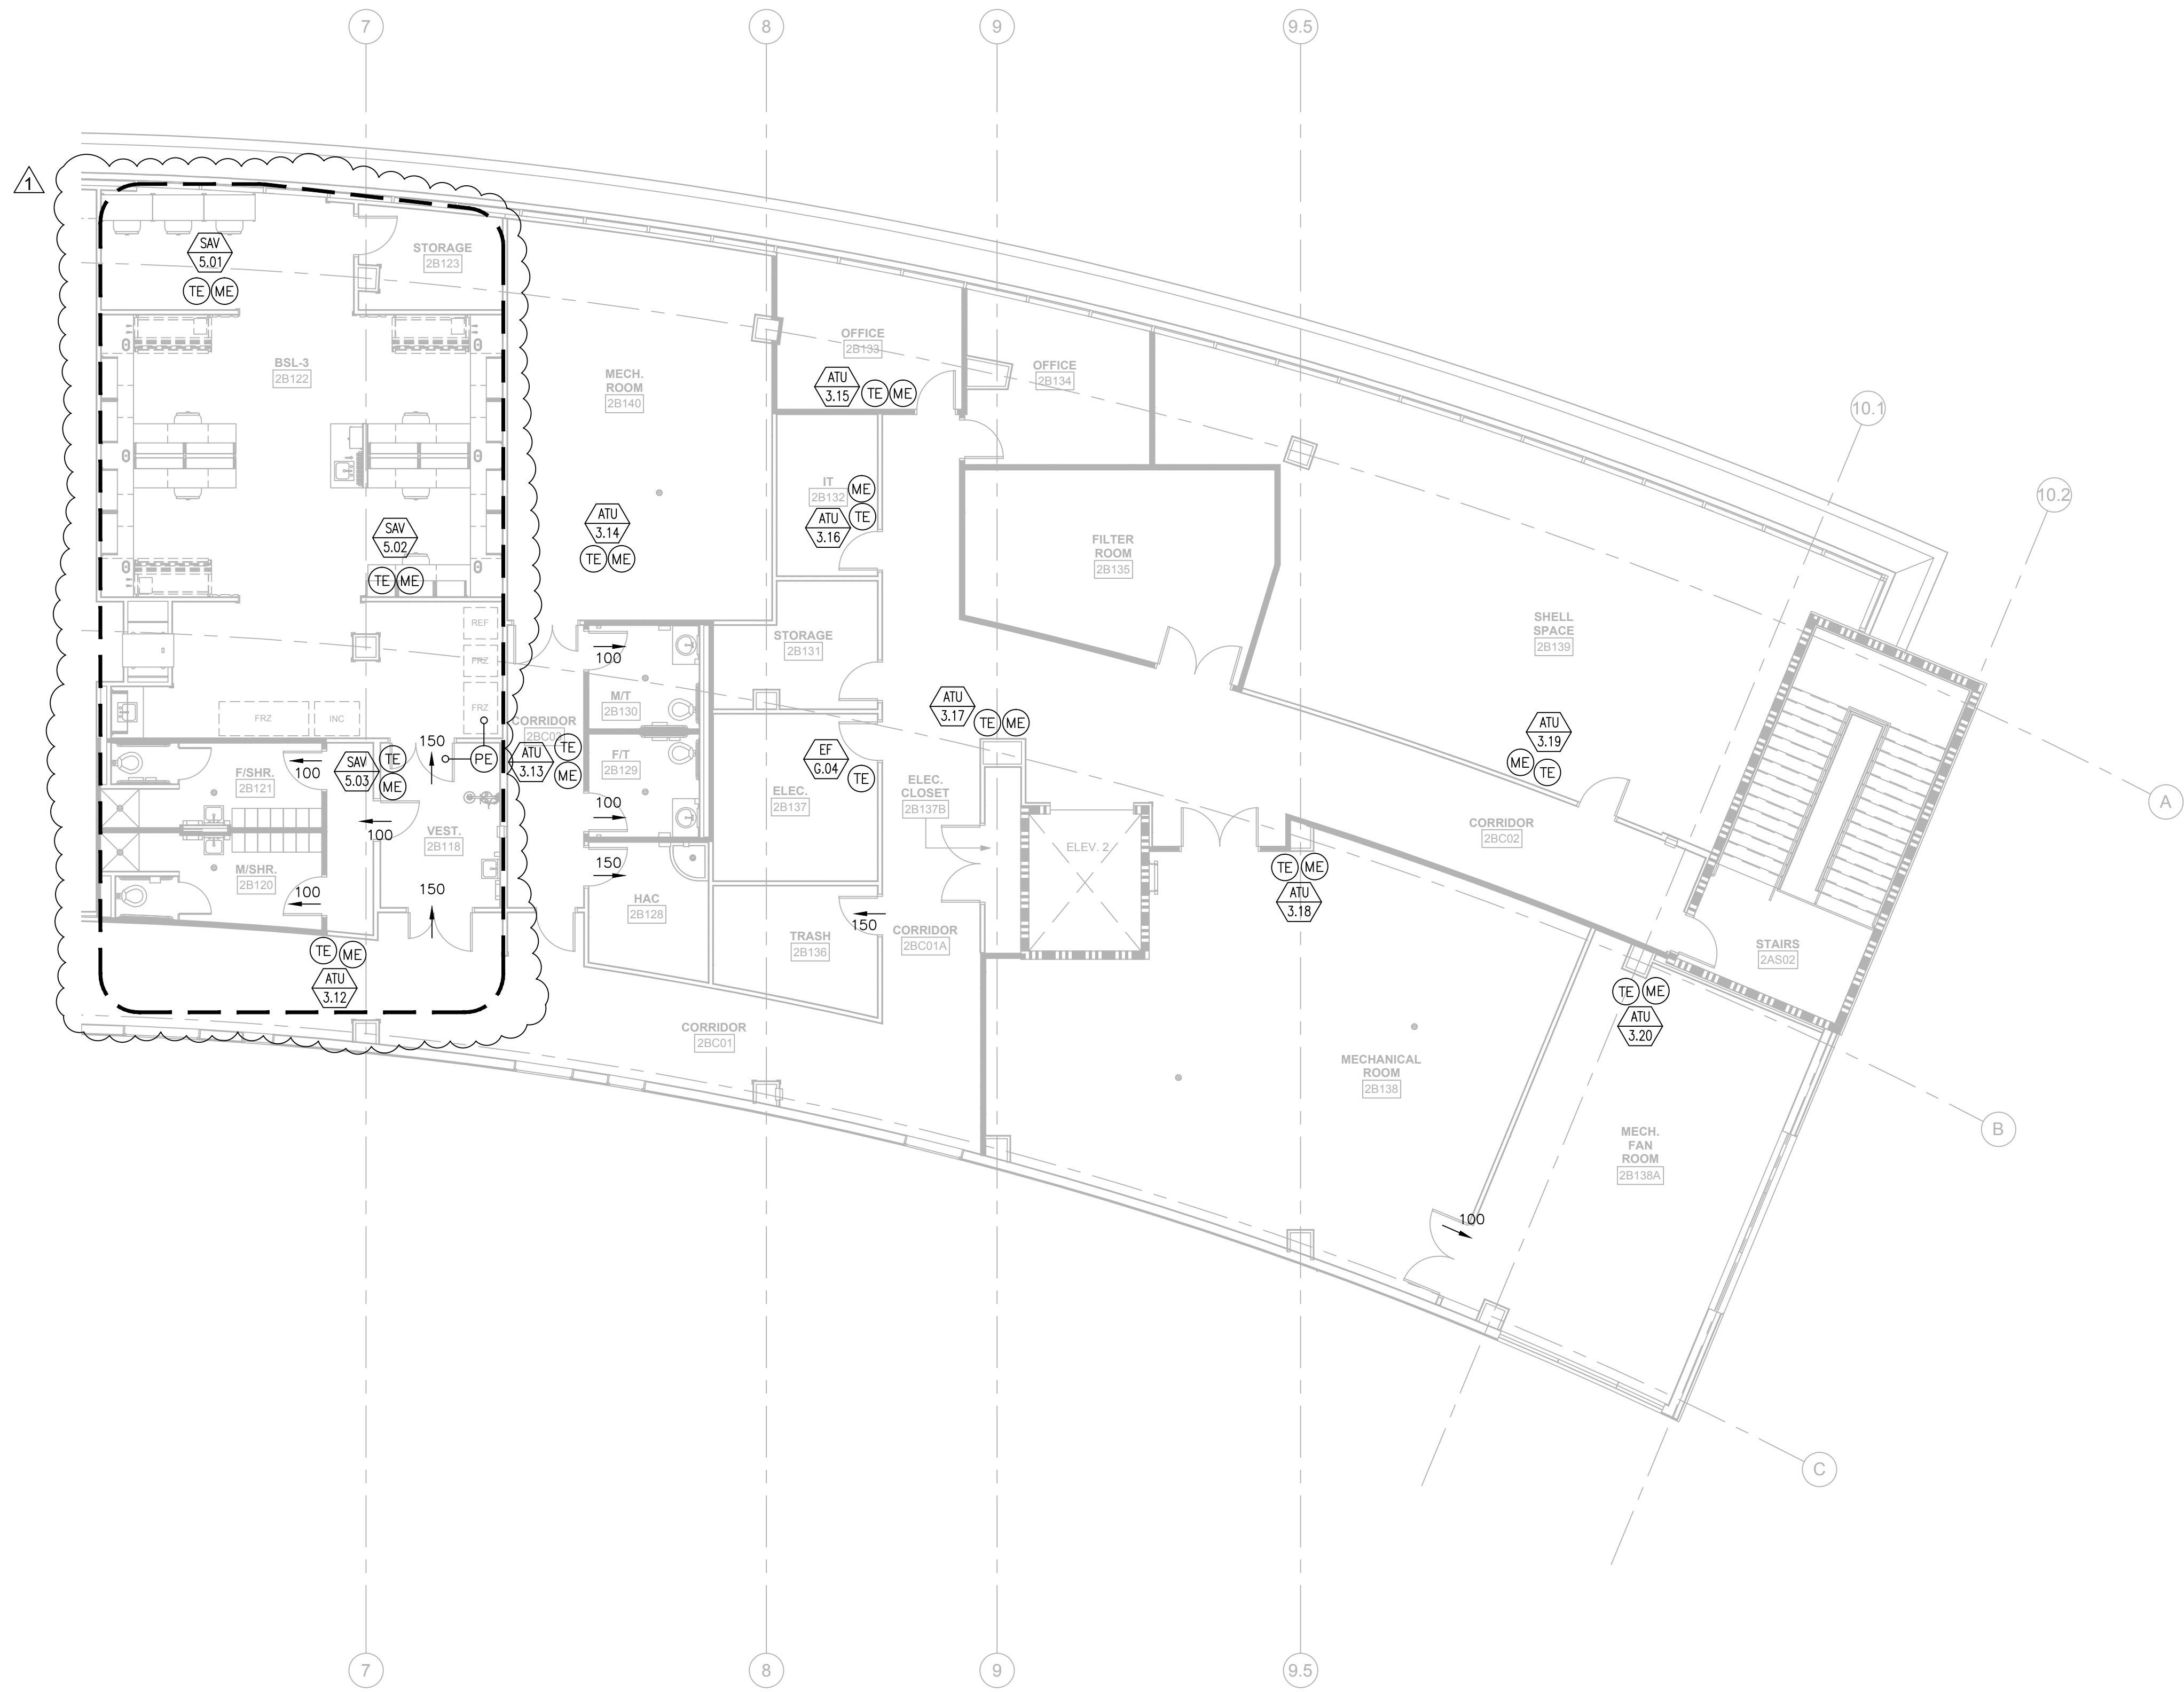 7
8
9
9.5
1
SAV
5.01
TE
ME
STORAGE
2B123
BSL-3
2B122
MECH.
ROOM
2B140
OFFICE
2B133
ATU
3.15
TE
ME
OFFICE
2B134
10.1
10.2
IT
2B132
ME
TE
ATU
3.16
ATU
3.14
TE
ME
SAV
5.02
TE
ME
FILTER
ROOM
2B135
SHELL
SPACE
2B139
REF
FRZ
FRZ
FRZ
INC
100
M/T
2B130
STORAGE
2B131
ATU
3.17
TE
ME
ATU
3.19
ME
TE
A
CORRIDOR
2BC03
150
PE
ATU
3.13
TE
ME
SAV
5.03
TE
ME
100
F/SHR.
2B121
F/T
2B129
100
EF
G.04
TE
ELEC.
2B137
ELEC.
CLOSET
2B137B
ELEV. 2
CORRIDOR
2BC02
100
VEST.
2B118
M/SHR.
2B120
100
150
150
HAC
2B128
TE
ME
ATU
3.18
150
TRASH
2B136
CORRIDOR
2BC01A
STAIRS
2AS02
TE
ME
ATU
3.12
TE
ME
ATU
3.20
CORRIDOR
2BC01
MECHANICAL
ROOM
2B138
B
MECH.
FAN
ROOM
2B138A
100
C
7
8
9
9.5